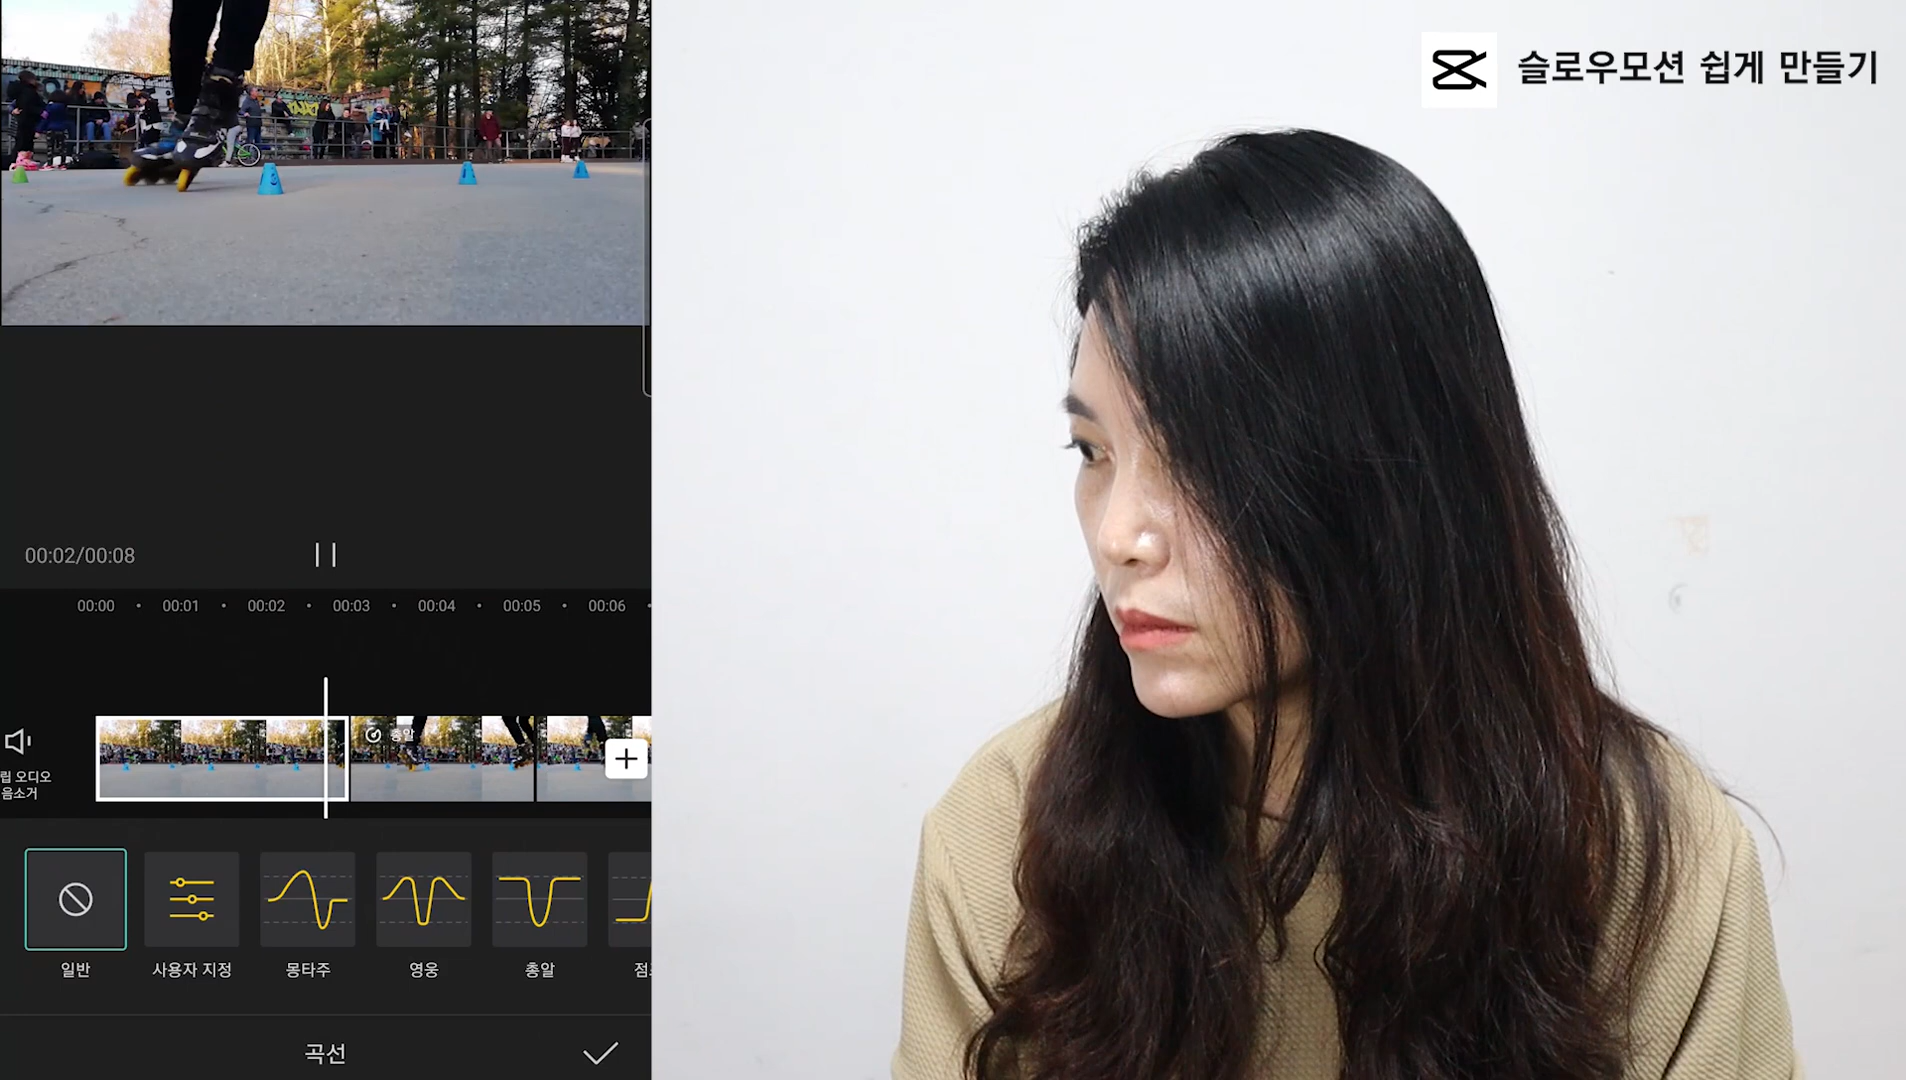 슬로우모션 쉽게 만들기
00:02/00:08
00:00 00:01 00:02 00:03 00:04 00:05 00:06
총알
립 오디오
음소거
일반 사용자 지정 몽타주 영웅 총알
곡선